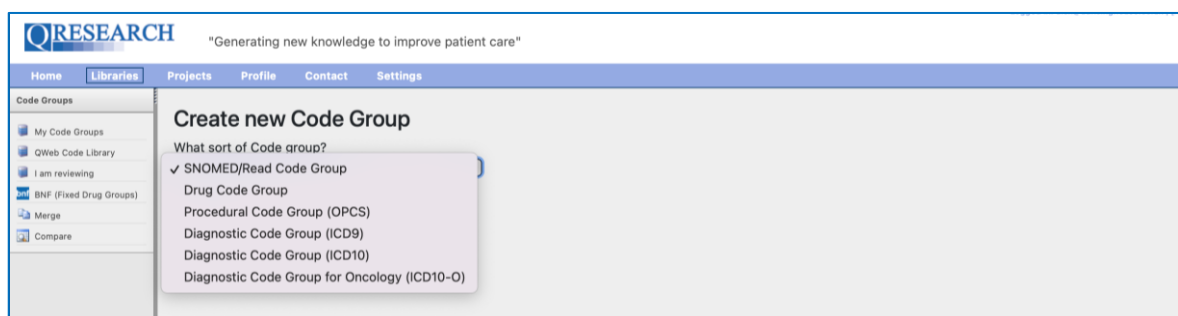 QRESEARCH
"Generating new knowledge to improve patient care"
Home Libraries Projects Profile Contact Settings
Code Groups
My Code Groups
QWeb Code Library
I am reviewing
bnf BNF (Fixed Drug Groups)
Merge
Compare
Create new Code Group
What sort of Code group?
✓ SNOMED/Read Code Group
Drug Code Group
Procedural Code Group (OPCS)
Diagnostic Code Group (ICD9)
Diagnostic Code Group (ICD10)
Diagnostic Code Group for Oncology (ICD10-O)